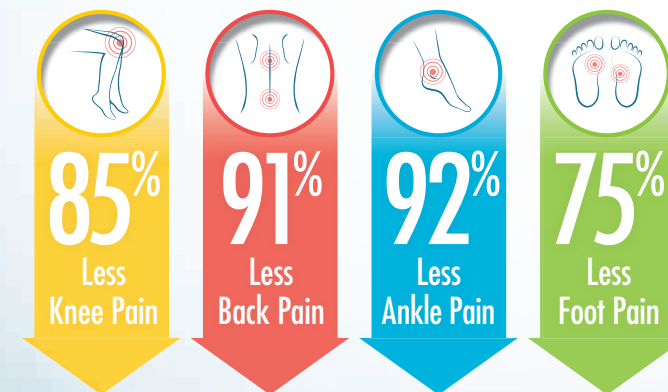 85%
Less
Knee Pain
91%
Less
Back Pain
92%
Less
Ankle Pain
75%
Less
Foot Pain